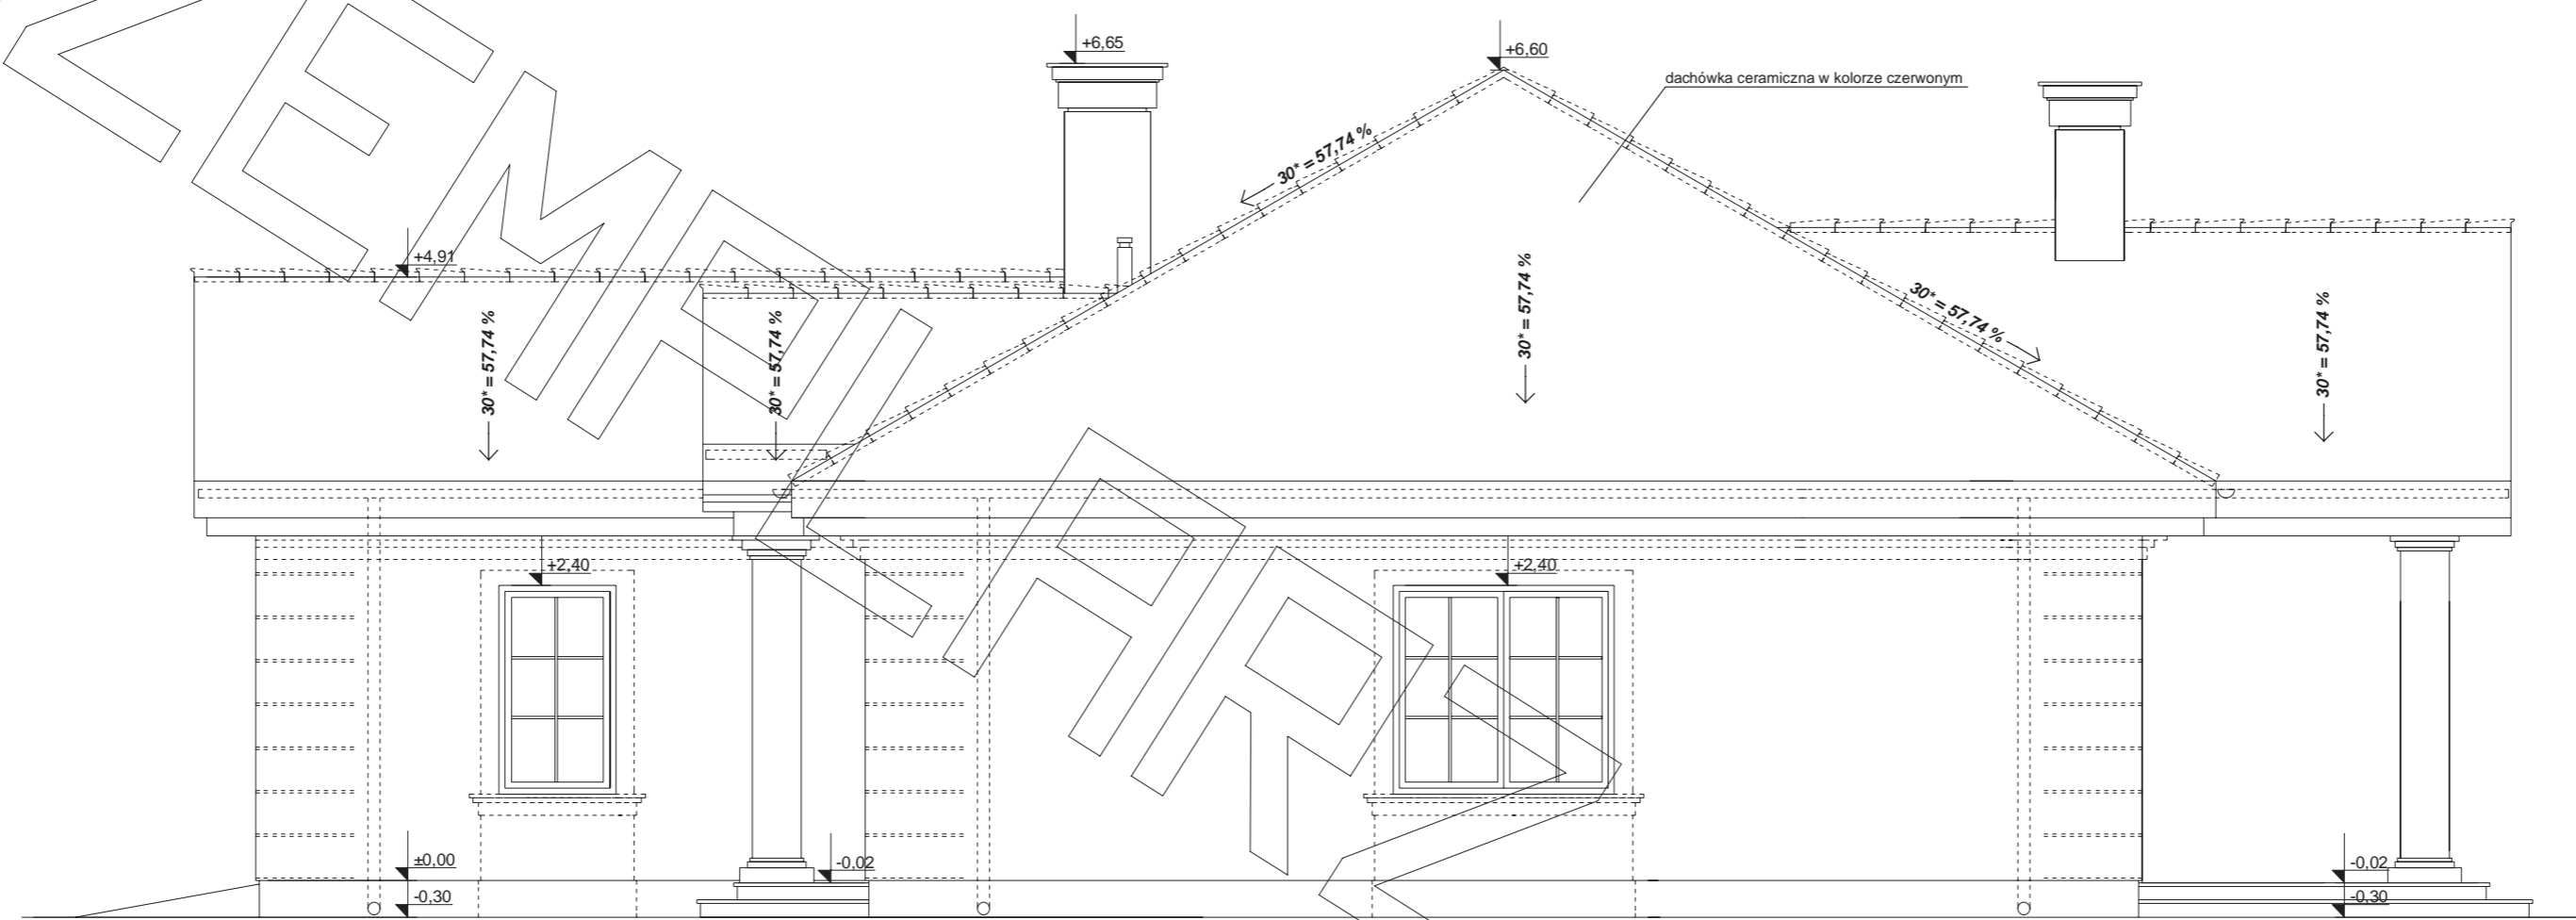 +6,65
+6,60
dachówka ceramiczna w kolorze czerwonym
30* = 57,74 %
+4,91
30* = 57,74 %
30* = 57,74 %
30* = 57,74 %
30* = 57,74 %
30* = 57,74 %
+2,40
+2,40
±0,00
-0,02
-0,02
-0,30
-0,30